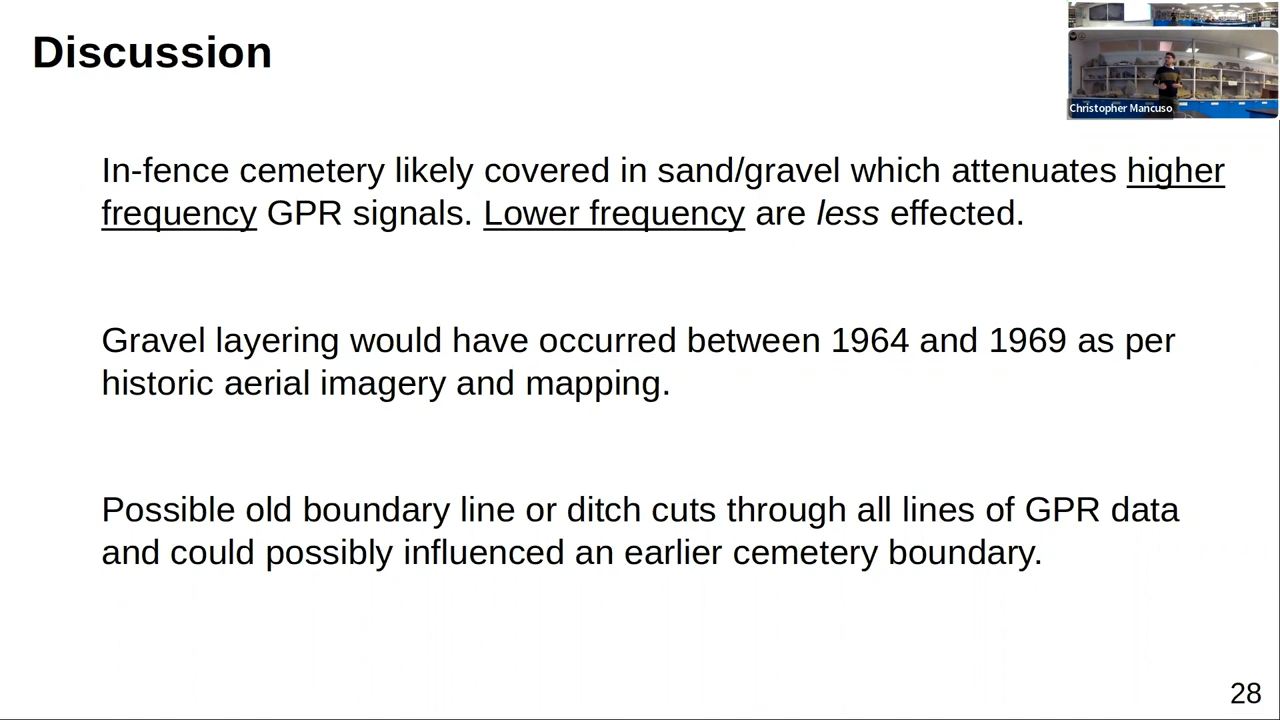 Discussion
Christopher Mancuso
In-fence cemetery likely covered in sand/gravel which attenuates higher
frequency GPR signals. Lower frequency are less effected.
Gravel layering would have occurred between 1964 and 1969 as per
historic aerial imagery and mapping.
Possible old boundary line or ditch cuts through all lines of GPR data
and could possibly influenced an earlier cemetery boundary.
28